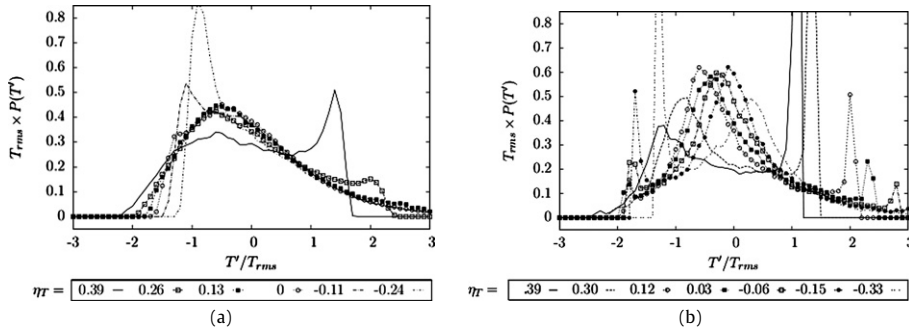 (a)
T_rms × P(T')
0.8
0.7
0.6
0.5
0.4
0.3
0.2
0.1
0
-3 -2 -1 0 1 2 3
T'/T_rms
η_T = 0.39 0.26 0.13 0 -0.11 -0.24
(a)
(b)
T_rms × P(T')
0.8
0.7
0.6
0.5
0.4
0.3
0.2
0.1
0
-3 -2 -1 0 1 2 3
T'/T_rms
η_T = .39 0.30 0.12 0.03 -0.06 -0.15 -0.33
(b)